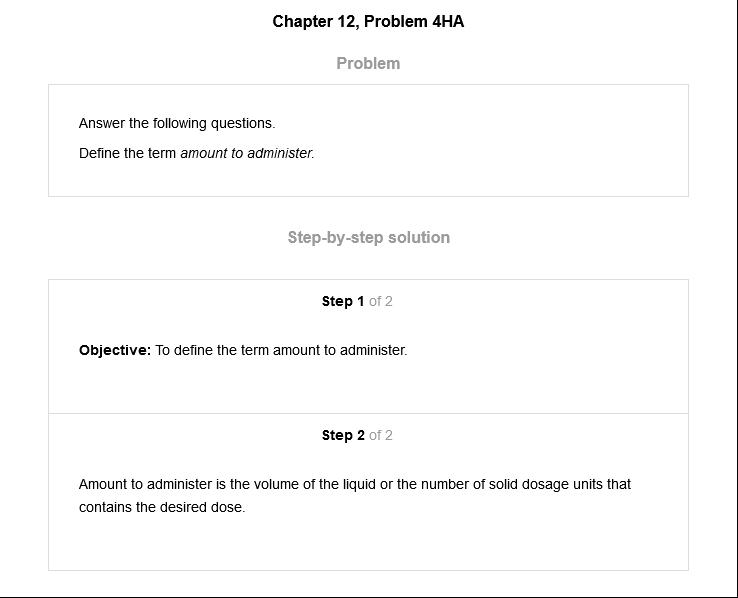 Chapter 12, Problem 4HA
Problem
Answer the following questions.
Define the term amount to administer.
Step-by-step solution
Step 1 of 2
Objective: To define the term amount to administer.
Step 2 of 2
Amount to administer is the volume of the liquid or the number of solid dosage units that
contains the desired dose.